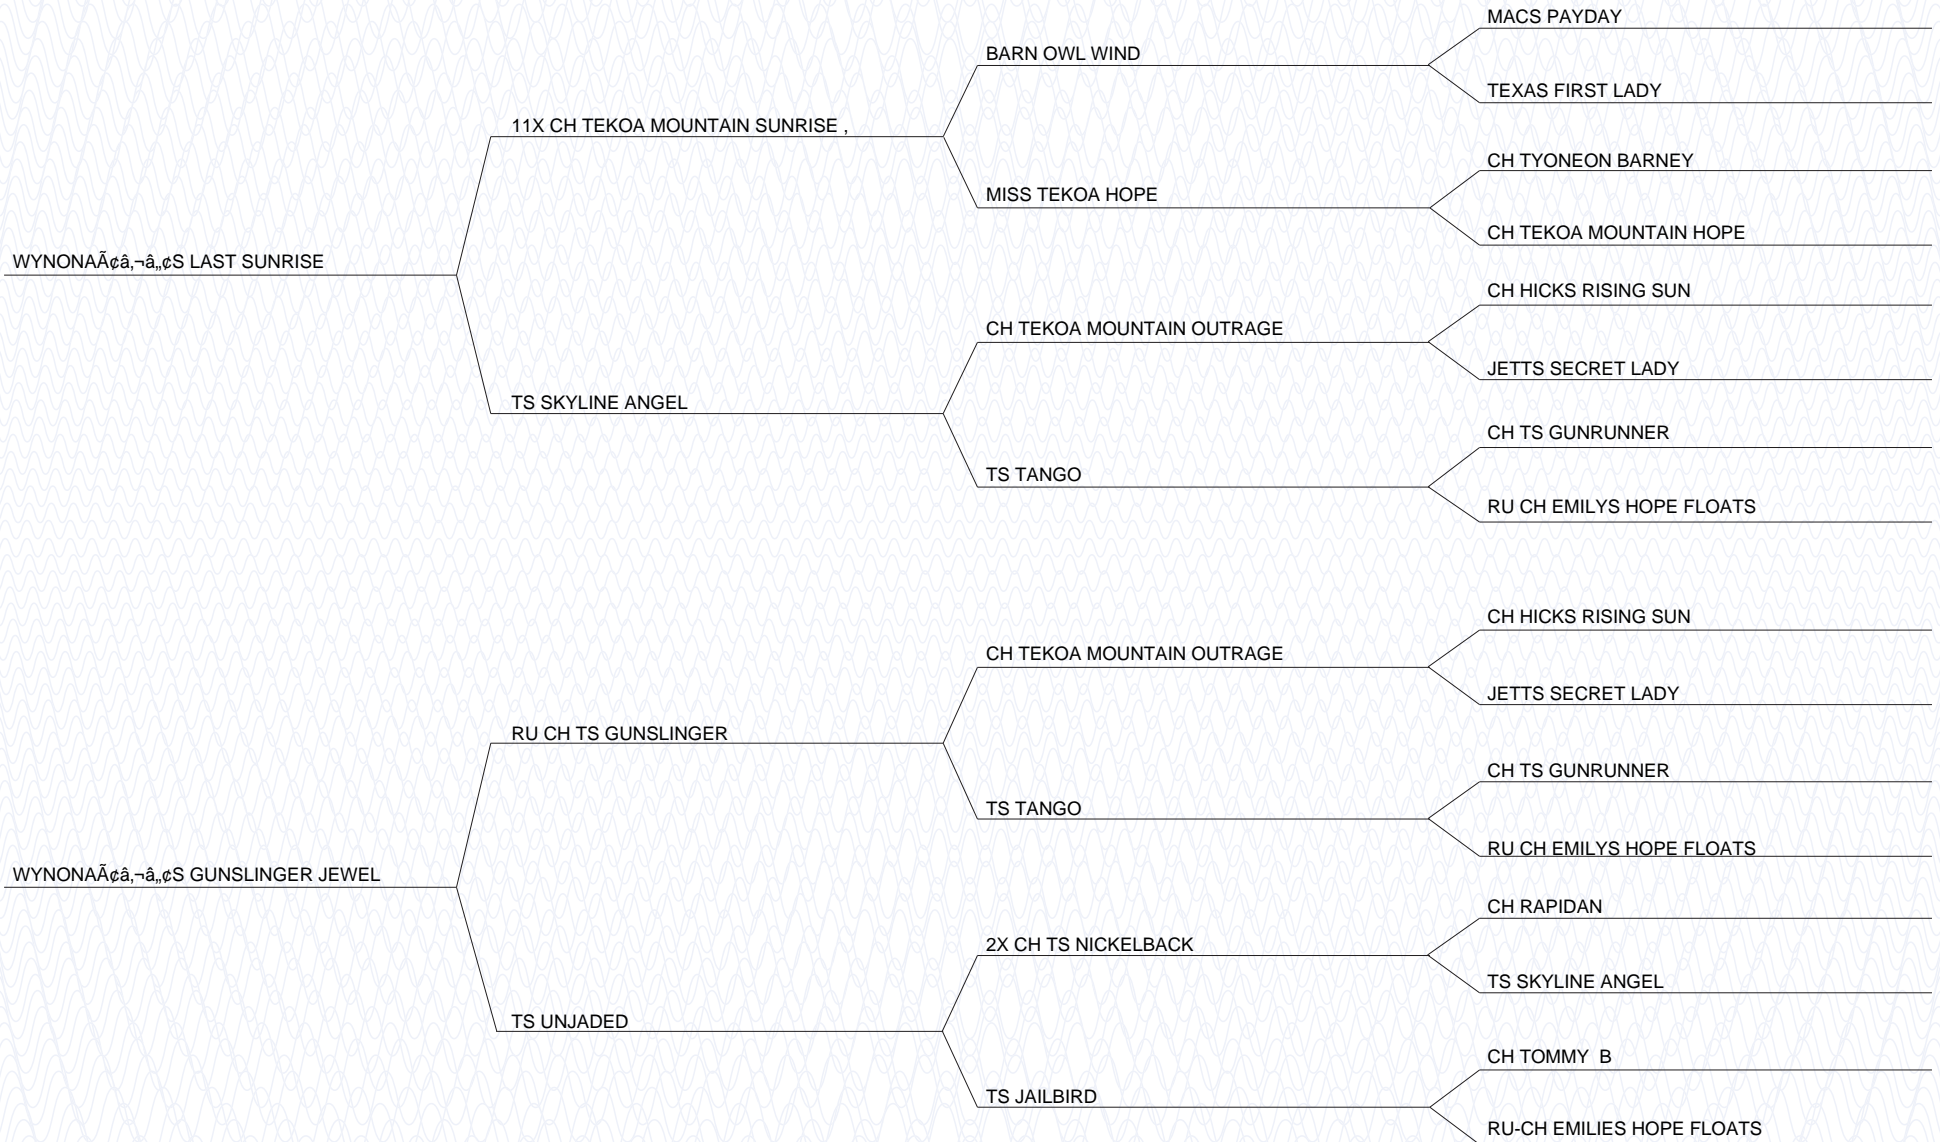 MACS PAYDAY
BARN OWL WIND
TEXAS FIRST LADY
11X CH TEKOA MOUNTAIN SUNRISE ,
CH TYONEON BARNEY
MISS TEKOA HOPE
CH TEKOA MOUNTAIN HOPE
WYNONAÃ¢â‚¬â„¢S LAST SUNRISE
CH HICKS RISING SUN
CH TEKOA MOUNTAIN OUTRAGE
JETTS SECRET LADY
TS SKYLINE ANGEL
CH TS GUNRUNNER
TS TANGO
RU CH EMILYS HOPE FLOATS
CH HICKS RISING SUN
CH TEKOA MOUNTAIN OUTRAGE
JETTS SECRET LADY
RU CH TS GUNSLINGER
CH TS GUNRUNNER
TS TANGO
RU CH EMILYS HOPE FLOATS
WYNONAÃ¢â‚¬â„¢S GUNSLINGER JEWEL
CH RAPIDAN
2X CH TS NICKELBACK
TS SKYLINE ANGEL
TS UNJADED
CH TOMMY  B
TS JAILBIRD
RU-CH EMILIES HOPE FLOATS